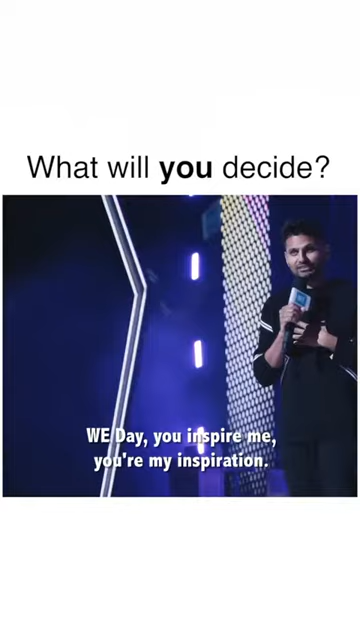 What will you decide?
WE Day, you inspire me,
you're my inspiration.